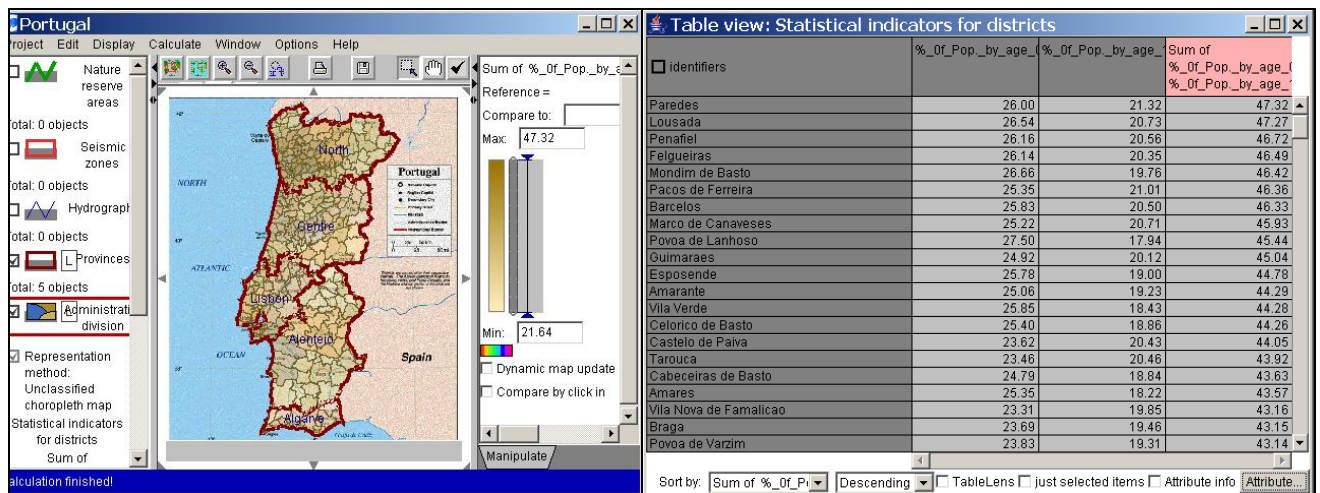 Portugal
Project Edit Display Calculate Window Options Help
Nature
reserve
areas
Total: 0 objects
Seismic
zones
Total: 0 objects
Hydrograph
Total: 0 objects
L Provinces
Total: 5 objects
Administrati
division
Representation
method:
Unclassified
choropleth map
Statistical indicators
for districts
Sum of
North
Portugal
NORTH
Centre
ATLANTIC
Lisbon
Alentejo
OCEAN
Spain
Algarve
Sum of %_0f_Pop._by_a
Reference =
Compare to:
Max: 47.32
Min: 21.64
Dynamic map update
Compare by click in
Manipulate
alculation finished!
Table view: Statistical indicators for districts
identifiers
%_0f_Pop._by_age_(
%_0f_Pop._by_age_1
Sum of
%_0f_Pop._by_age_0
%_0f_Pop._by_age_1
Paredes 26.00 21.32 47.32
Lousada 26.54 20.73 47.27
Penafiel 26.16 20.56 46.72
Felgueiras 26.14 20.35 46.49
Mondim de Basto 26.66 19.76 46.42
Pacos de Ferreira 25.35 21.01 46.36
Barcelos 25.83 20.50 46.33
Marco de Canaveses 25.22 20.71 45.93
Povoa de Lanhoso 27.50 17.94 45.44
Guimaraes 24.92 20.12 45.04
Esposende 25.78 19.00 44.78
Amarante 25.06 19.23 44.29
Vila Verde 25.85 18.43 44.28
Celorico de Basto 25.40 18.86 44.26
Castelo de Paiva 23.62 20.43 44.05
Tarouca 23.46 20.46 43.92
Cabeceiras de Basto 24.79 18.84 43.63
Amares 25.35 18.22 43.57
Vila Nova de Famalicao 23.31 19.85 43.16
Braga 23.69 19.46 43.15
Povoa de Varzim 23.83 19.31 43.14
Sort by: Sum of %_0f_P Descending TableLens just selected items Attribute info Attribute...